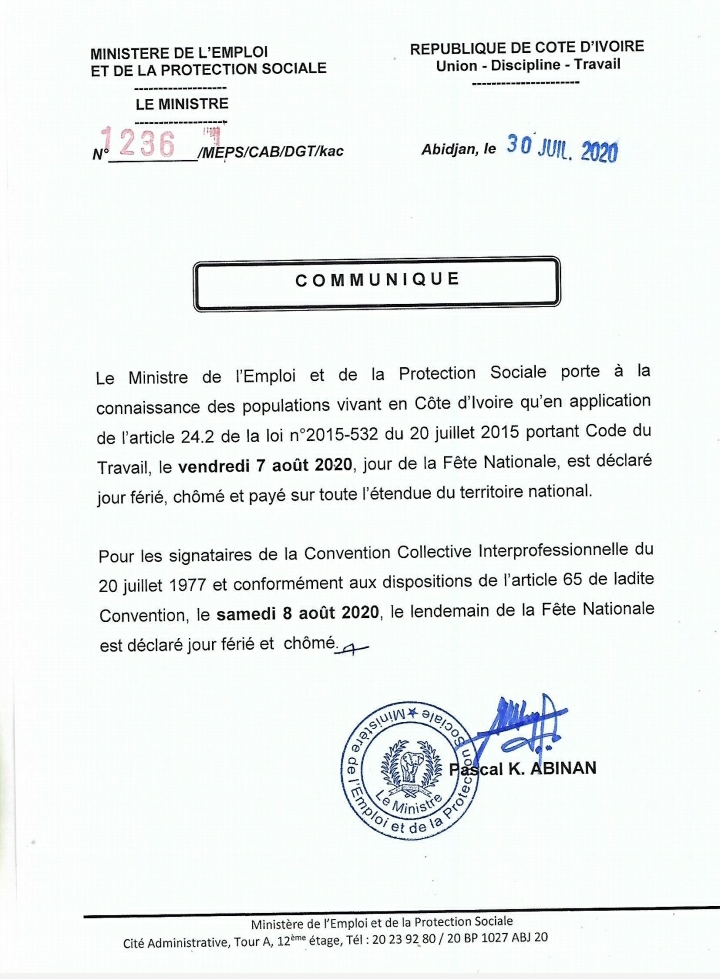 MINISTERE DE L'EMPLOI
ET DE LA PROTECTION SOCIALE
--------------------
LE MINISTRE
--------------------
N° 1236 /MEPS/CAB/DGT/kac
REPUBLIQUE DE COTE D'IVOIRE
Union - Discipline - Travail
-----------------------
Abidjan, le 30 JUIL. 2020
COMMUNIQUE
Le Ministre de l'Emploi et de la Protection Sociale porte à la
connaissance des populations vivant en Côte d'Ivoire qu'en application
de l'article 24.2 de la loi n°2015-532 du 20 juillet 2015 portant Code du
Travail, le vendredi 7 août 2020, jour de la Fête Nationale, est déclaré
jour férié, chômé et payé sur toute l'étendue du territoire national.
Pour les signataires de la Convention Collective Interprofessionnelle du
20 juillet 1977 et conformément aux dispositions de l'article 65 de ladite
Convention, le samedi 8 août 2020, le lendemain de la Fête Nationale
est déclaré jour férié et chômé.
Ministère de l'Emploi et de la Protection Sociale
Le Ministre
Pascal K. ABINAN
Ministère de l'Emploi et de la Protection Sociale
Cité Administrative, Tour A, 12ème étage, Tél : 20 23 92 80 / 20 BP 1027 ABJ 20